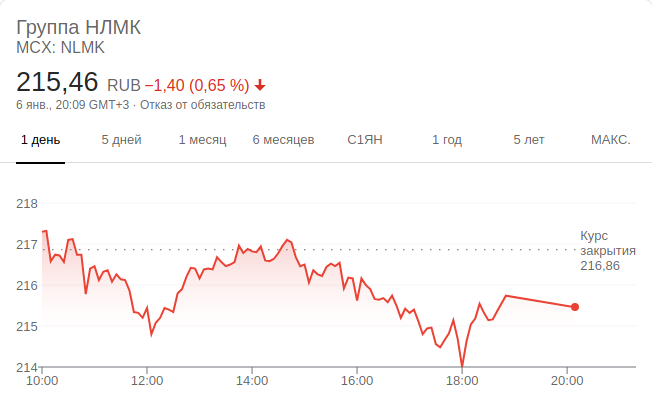 Группа НЛМК
MCX: NLMK
215,46 RUB −1,40 (0,65 %)
6 янв., 20:09 GMT+3 · Отказ от обязательств
1 день 5 дней 1 месяц 6 месяцев С1ЯН 1 год 5 лет МАКС.
218
217
216
215
214
Курс
закрытия
216,86
10:00 12:00 14:00 16:00 18:00 20:00